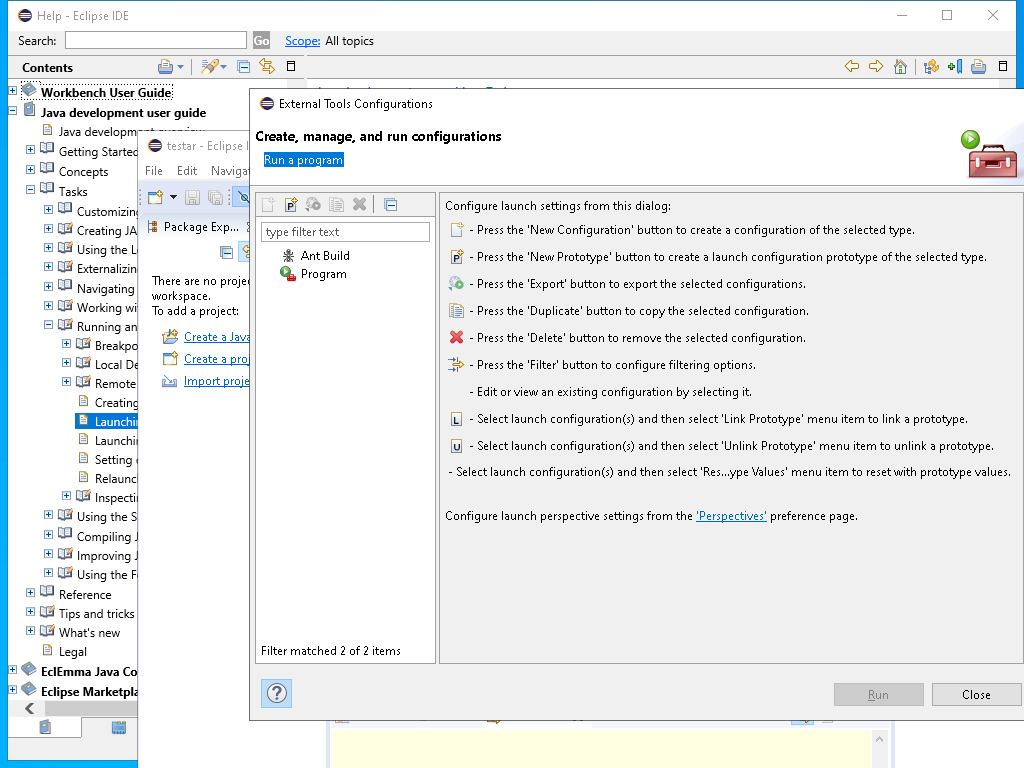 Help - Eclipse IDE
Search:
Go
Scope:
All topics
Contents
Workbench User Guide
Java development user guide
Java development overview
Getting Started
Concepts
Tasks
Customizing
Creating JA
Using the
Externalizin
Navigating
Working wi
Running an
Breakpo
Local De
Remote
Creating
Launchi
Launchi
Setting
Relaunc
Inspecti
Using the S
Compiling J
Improving J
Using the F
Reference
Tips and tricks
What's new
Legal
EclEmma Java Co
Eclipse Marketpla
testar - Eclipse I
File
Edit
Navigat
Package Exp...
There are no proje
workspace.
To add a project:
Create a Java
Create a proj
Import proje
External Tools Configurations
Create, manage, and run configurations
Run a program
type filter text
Ant Build
Program
Filter matched 2 of 2 items
Configure launch settings from this dialog:
- Press the 'New Configuration' button to create a configuration of the selected type.
- Press the 'New Prototype' button to create a launch configuration prototype of the selected type.
- Press the 'Export' button to export the selected configurations.
- Press the 'Duplicate' button to copy the selected configuration.
- Press the 'Delete' button to remove the selected configuration.
- Press the 'Filter' button to configure filtering options.
- Edit or view an existing configuration by selecting it.
- Select launch configuration(s) and then select 'Link Prototype' menu item to link a prototype.
- Select launch configuration(s) and then select 'Unlink Prototype' menu item to unlink a prototype.
- Select launch configuration(s) and then select 'Res...ype Values' menu item to reset with prototype values.
Configure launch perspective settings from the 'Perspectives' preference page.
Run
Close